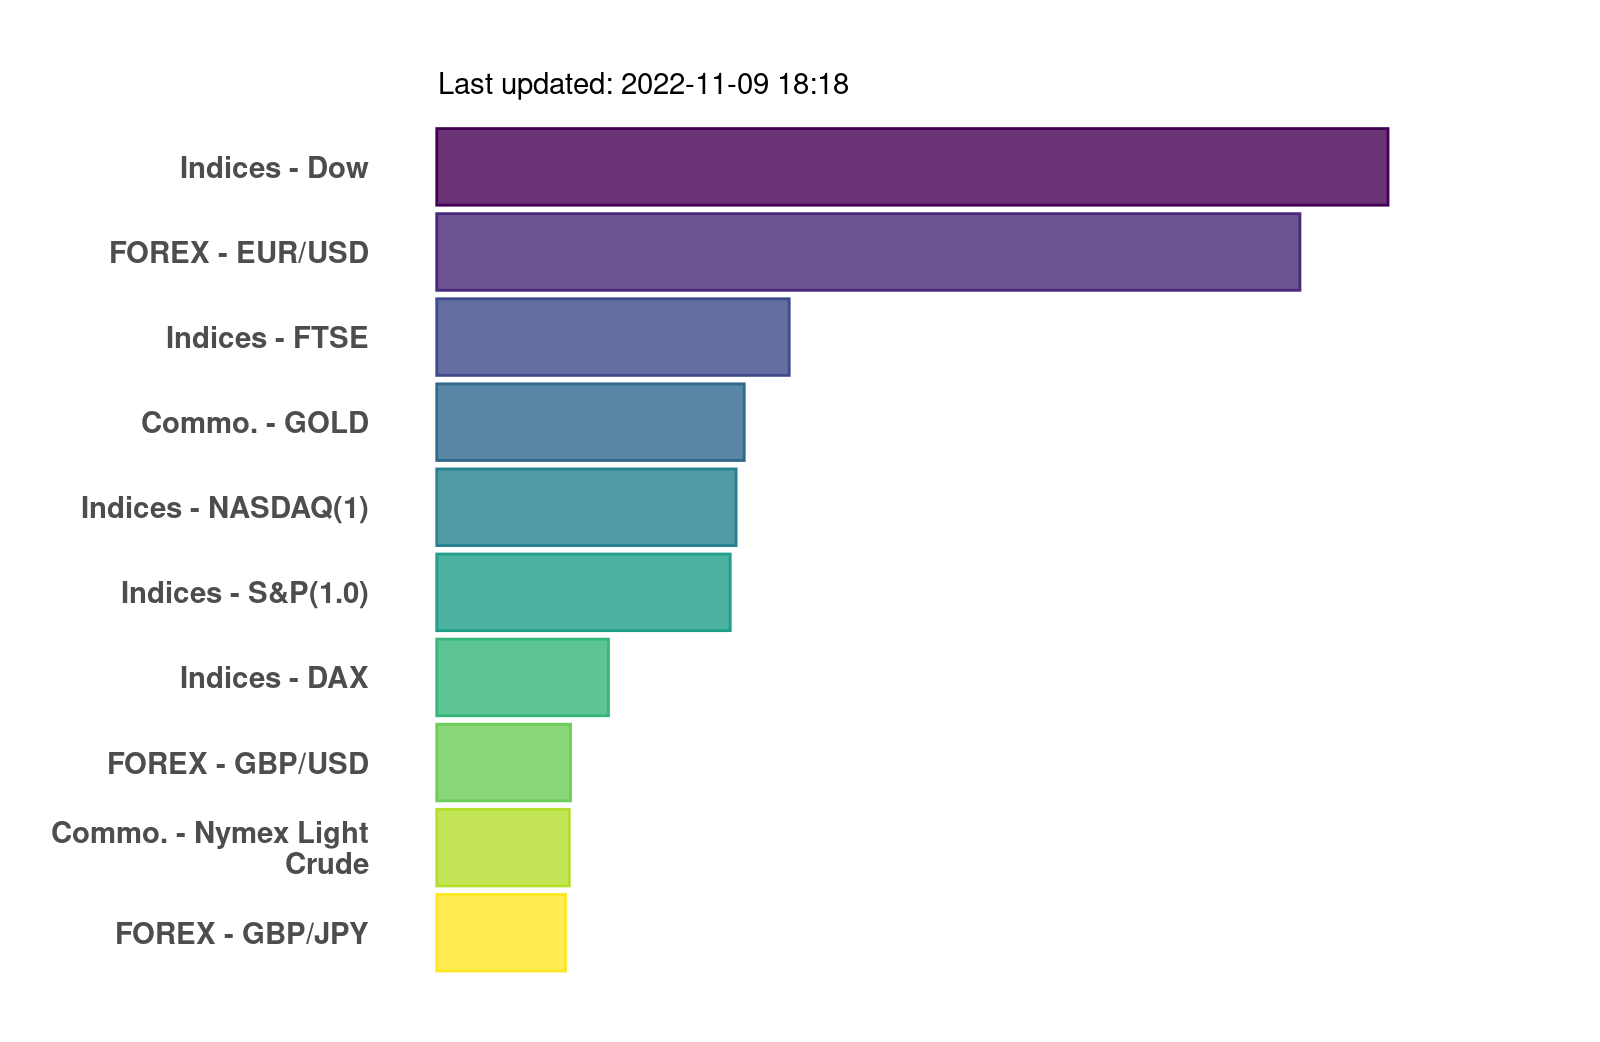 Last updated: 2022-11-09 18:18
Indices - Dow
FOREX - EUR/USD
Indices - FTSE
Commo. - GOLD
Indices - NASDAQ(1)
Indices - S&P(1.0)
Indices - DAX
FOREX - GBP/USD
Commo. - Nymex Light
Crude
FOREX - GBP/JPY